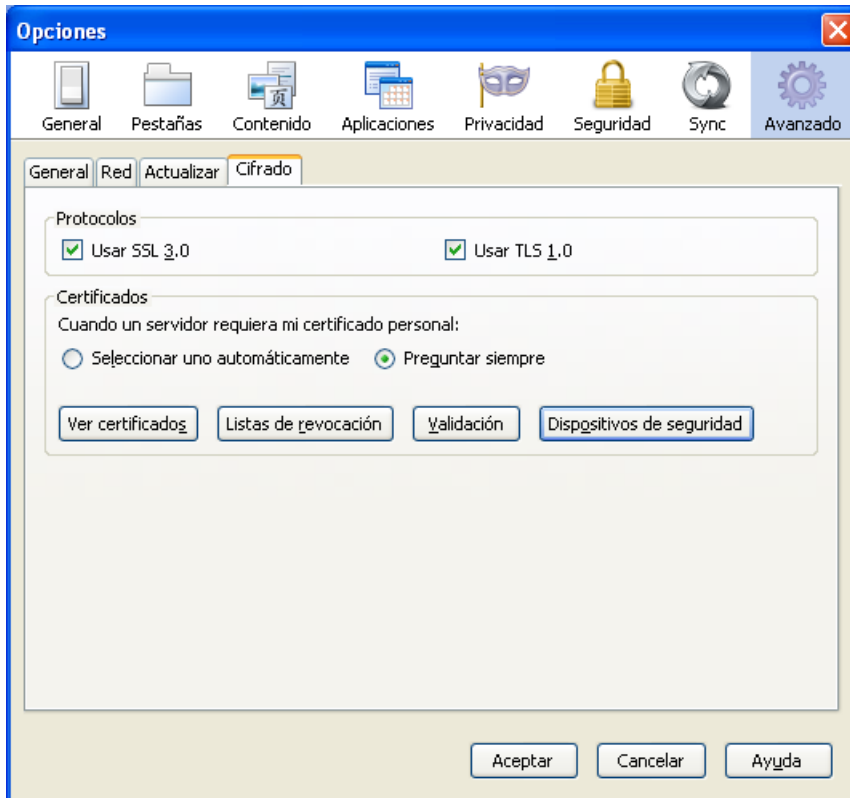 Opciones
General Pestañas Contenido Aplicaciones Privacidad Seguridad Sync Avanzado
General Red Actualizar Cifrado
Protocolos
Usar SSL 3.0 Usar TLS 1.0
Certificados
Cuando un servidor requiera mi certificado personal:
Seleccionar uno automáticamente Preguntar siempre
Ver certificados Listas de revocación Validación Dispositivos de seguridad
Aceptar Cancelar Ayuda